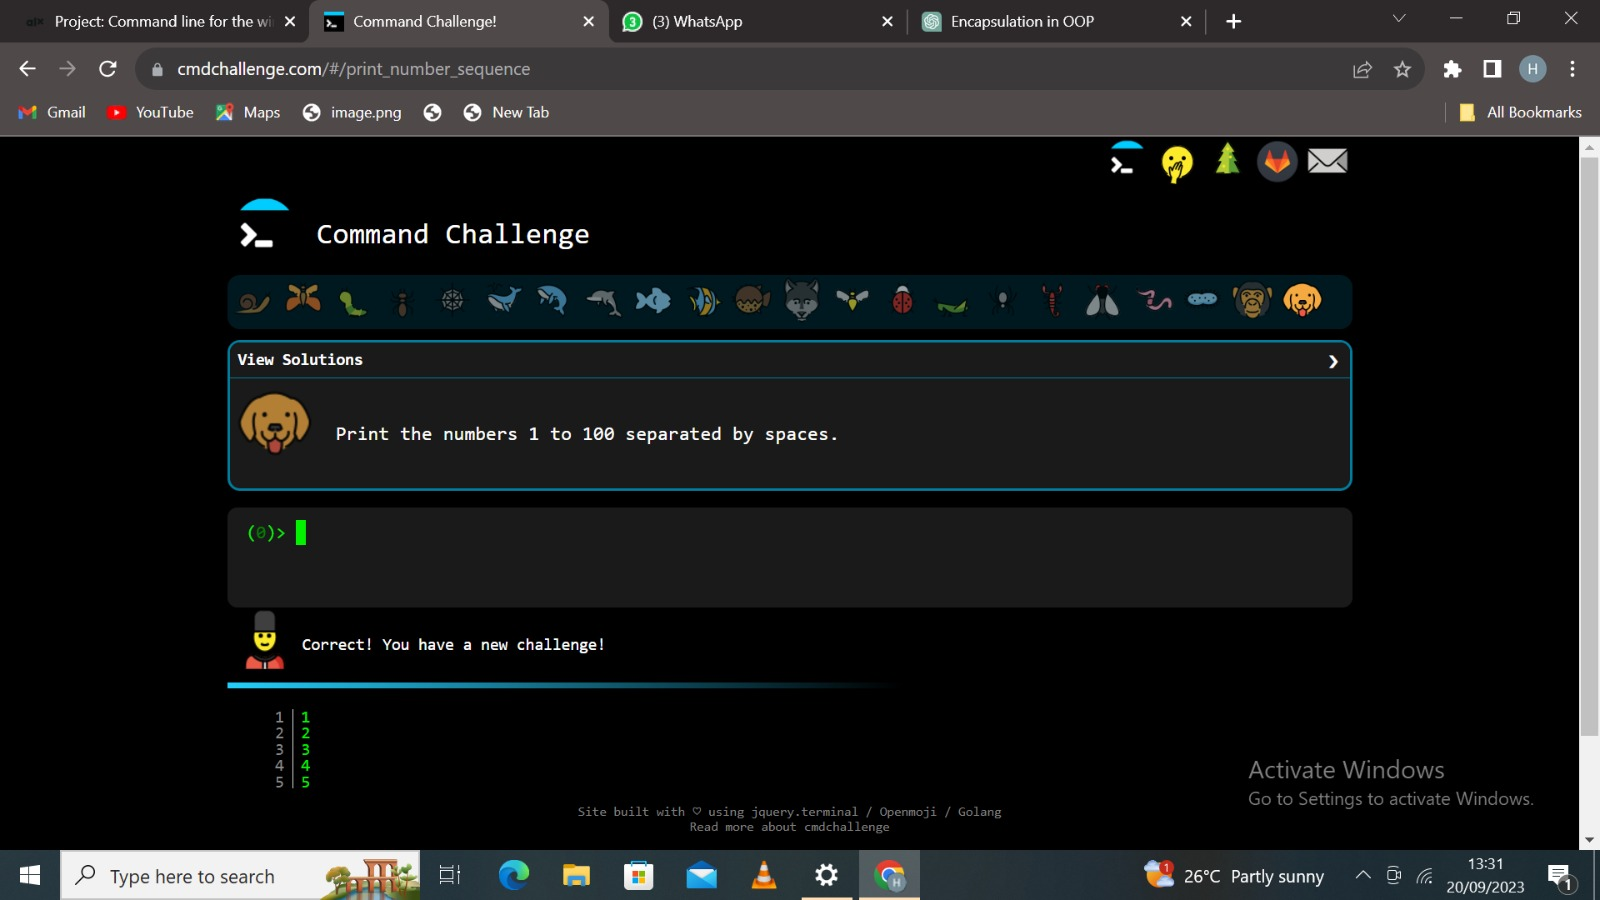 alx Project: Command line for the wi
Command Challenge!
3 (3) WhatsApp
Encapsulation in OOP
cmdchallenge.com/#/print_number_sequence
H
Gmail YouTube Maps image.png New Tab All Bookmarks
Command Challenge
View Solutions
Print the numbers 1 to 100 separated by spaces.
(0)>
Correct! You have a new challenge!
1 1
2 2
3 3
4 4
5 5
Activate Windows
Go to Settings to activate Windows.
Site built with ♡ using jquery.terminal / Openmoji / Golang
Read more about cmdchallenge
Type here to search
H
1
26°C Partly sunny
13:31
20/09/2023
1